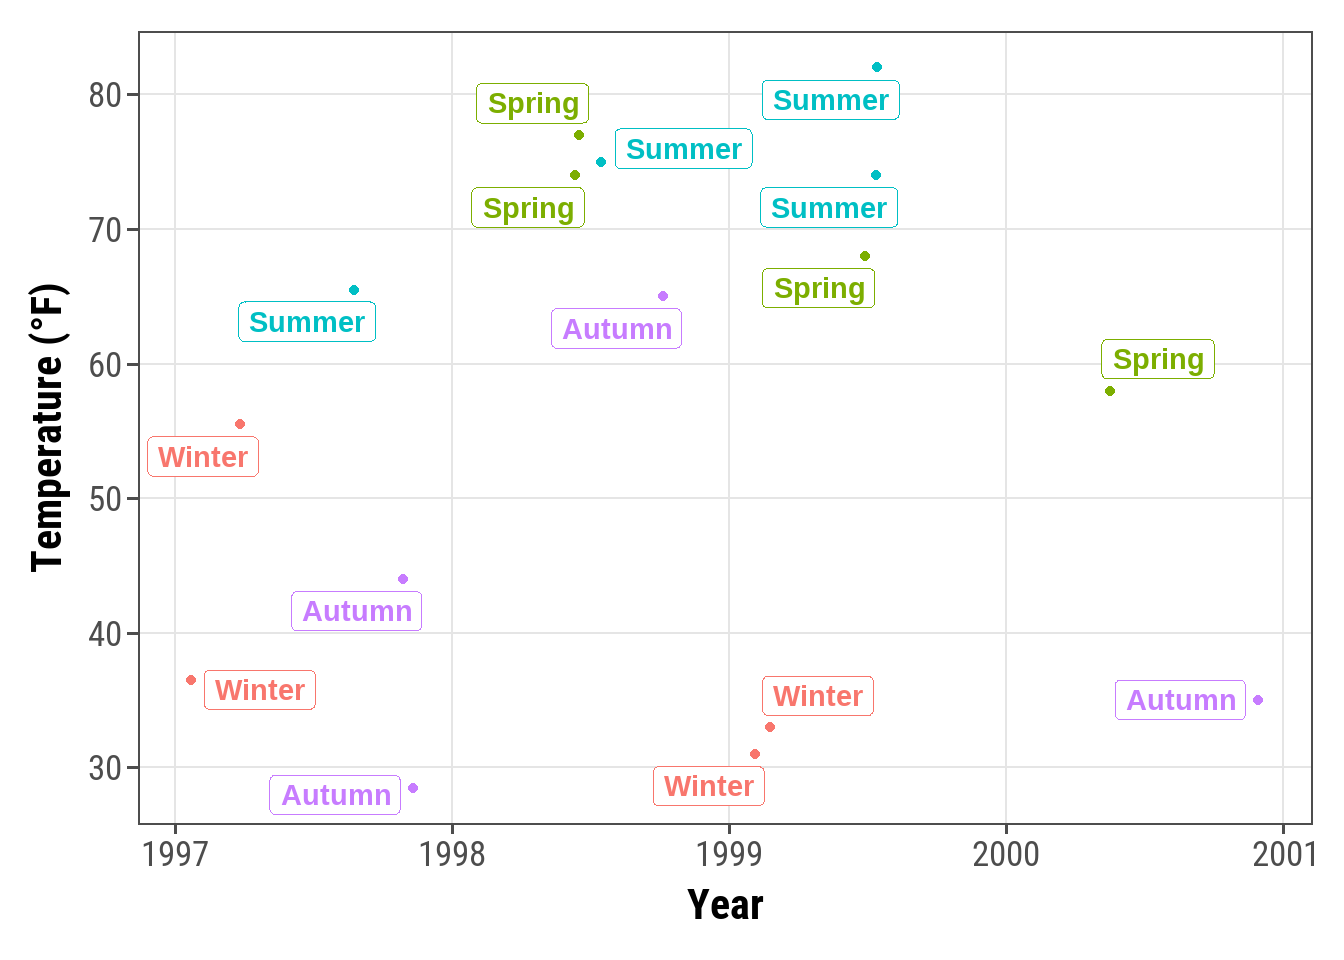 Temperature (°F)
80
70
60
50
40
30
Summer
Spring
Summer
Spring
Summer
Spring
Summer
Autumn
Spring
Winter
Autumn
Winter
Winter
Autumn
Winter
Autumn
1997
1998
1999
2000
2001
Year